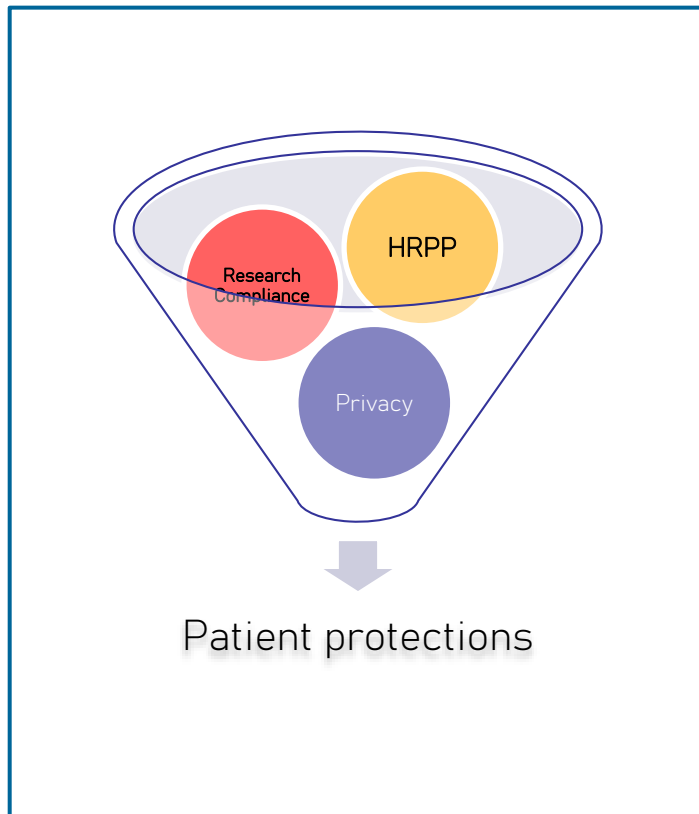 HRPP
Research
Compliance
Privacy
Patient protections